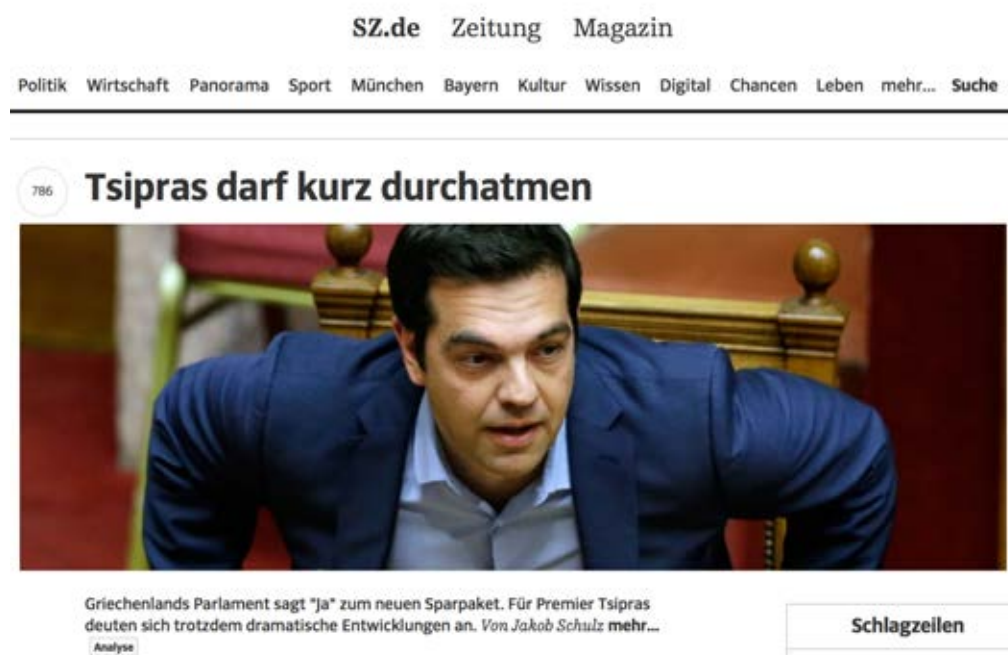 SZ.de Zeitung Magazin
Politik Wirtschaft Panorama Sport München Bayern Kultur Wissen Digital Chancen Leben mehr... Suche
786 Tsipras darf kurz durchatmen
Griechenlands Parlament sagt "Ja" zum neuen Sparpaket. Für Premier Tsipras
deuten sich trotzdem dramatische Entwicklungen an. Von Jakob Schulz mehr...
Analyse
Schlagzeilen